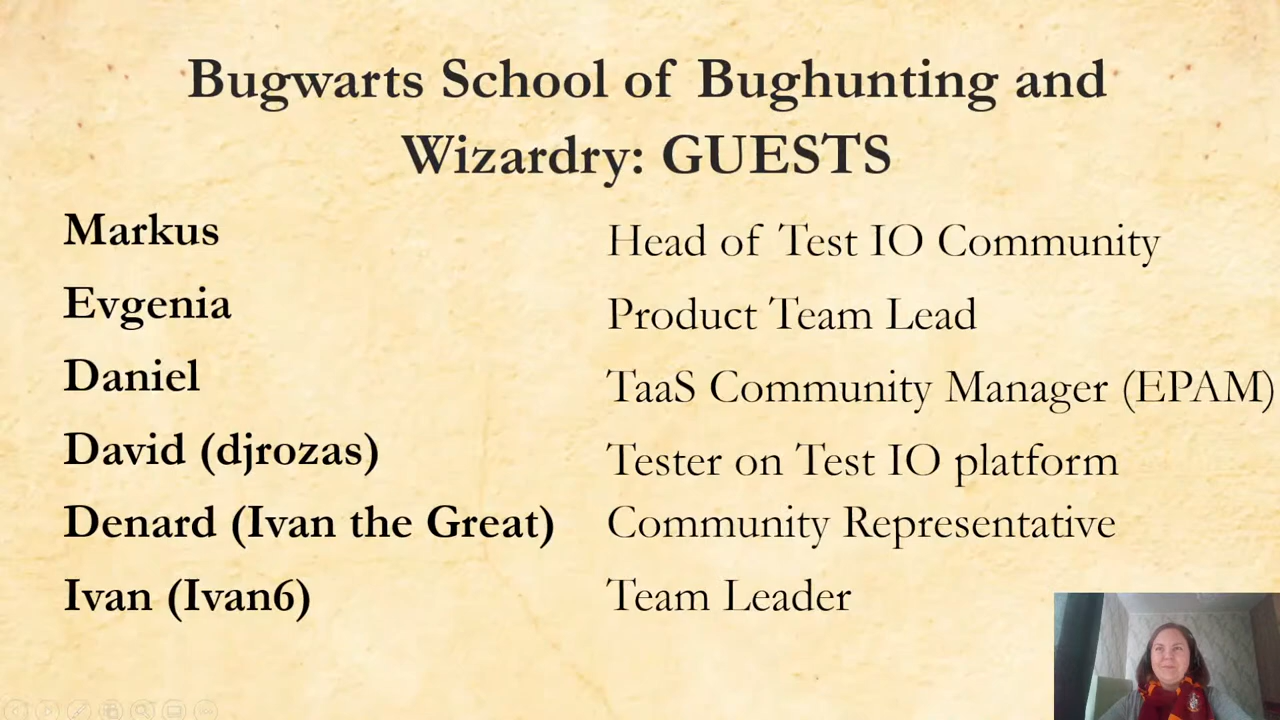 Bugwarts School of Bughunting and
Wizardry: GUESTS
Markus Head of Test IO Community
Evgenia Product Team Lead
Daniel TaaS Community Manager (EPAM)
David (djrozas) Tester on Test IO platform
Denard (Ivan the Great) Community Representative
Ivan (Ivan6) Team Leader